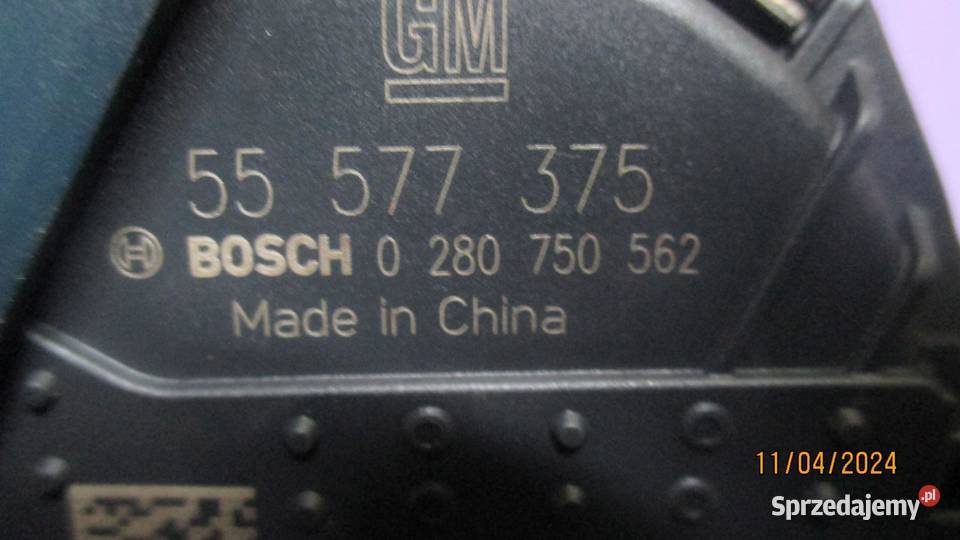 GM
55 577 375
BOSCH 0 280 750 562
Made in China
11/04/2024
Sprzedajemy.pl